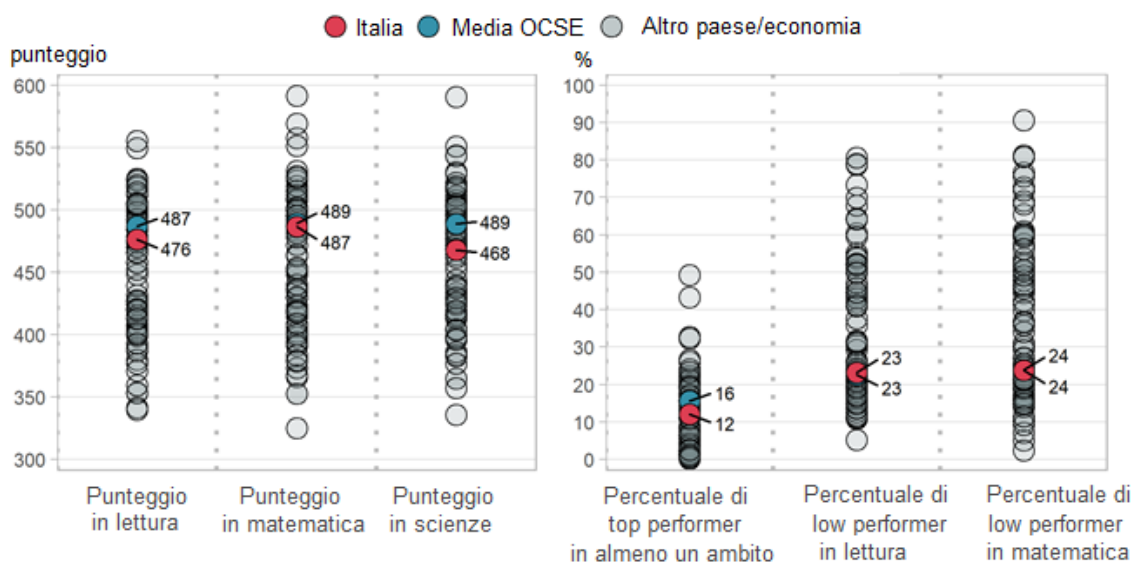 Italia Media OCSE Altro paese/economia
punteggio
600
550
500
450
400
350
300
487
476
489
487
489
468
Punteggio
in lettura
Punteggio
in matematica
Punteggio
in scienze
%
100
90
80
70
60
50
40
30
20
10
0
16
12
23
23
24
24
Percentuale di
top performer
in almeno un ambito
Percentuale di
low performer
in lettura
Percentuale di
low performer
in matematica